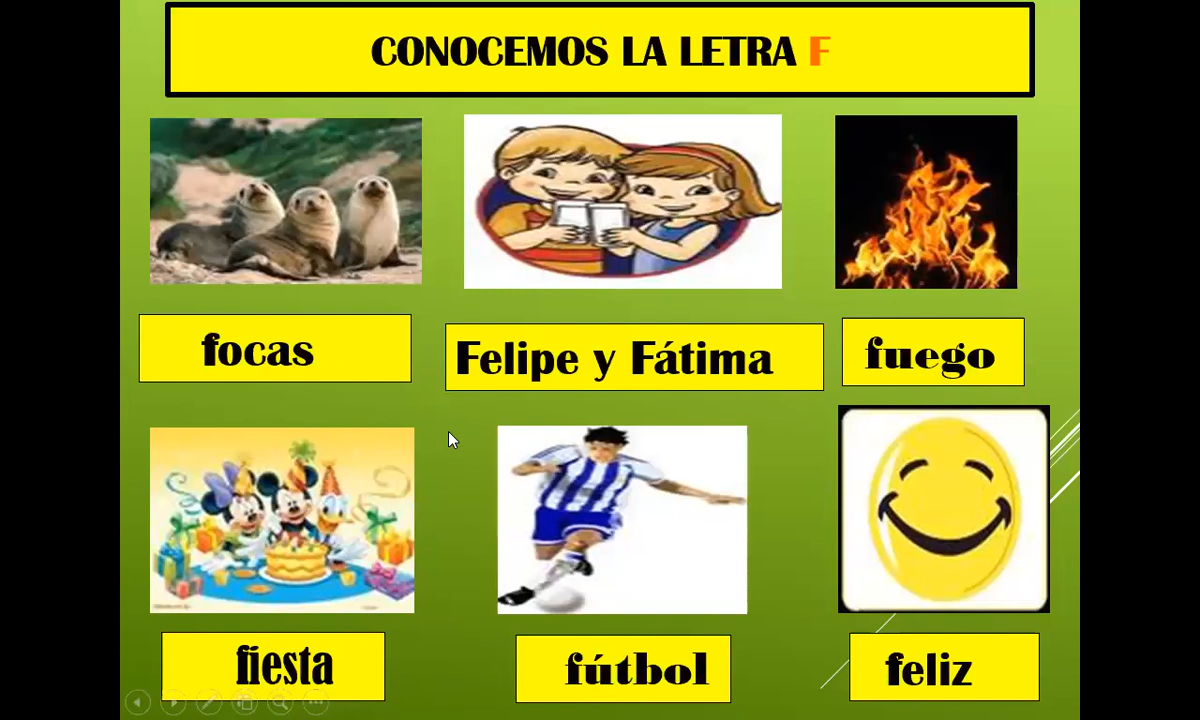 CONOCEMOS LA LETRA F
focas
Felipe y Fátima
fuego
fiesta
fútbol
feliz